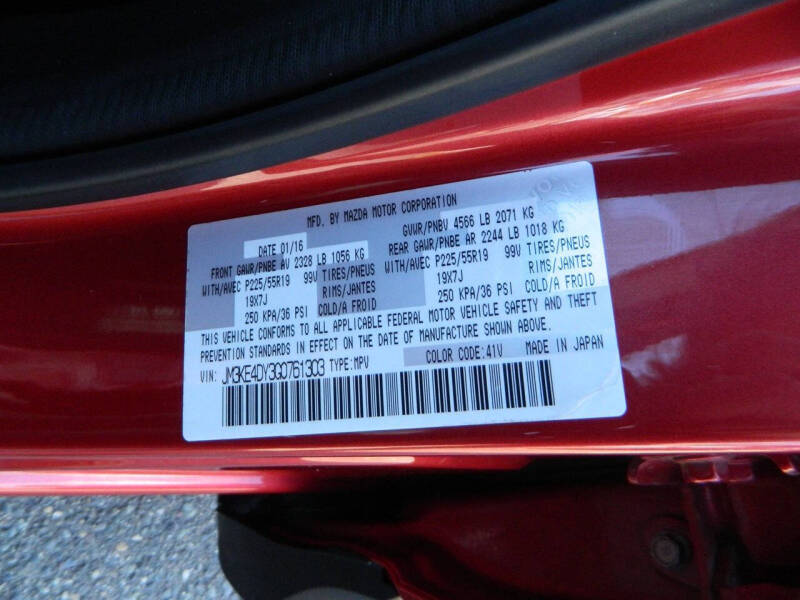 MFD. BY MAZDA MOTOR CORPORATION
DATE 01/16 GVWR/PNBV 4566 LB 2071 KG
FRONT GAWR/PNBE AV 2328 LB 1056 KG REAR GAWR/PNBE AR 2244 LB 1018 KG
WITH/AVEC P225/55R19 99V TIRES/PNEUS WITH/AVEC P225/55R19 99V TIRES/PNEUS
19X7J RIMS/JANTES 19X7J RIMS/JANTES
250 KPA/36 PSI COLD/A FROID 250 KPA/36 PSI COLD/A FROID
THIS VEHICLE CONFORMS TO ALL APPLICABLE FEDERAL MOTOR VEHICLE SAFETY AND THEFT
PREVENTION STANDARDS IN EFFECT ON THE DATE OF MANUFACTURE SHOWN ABOVE.
VIN: JM3KE4DY3G0761303 TYPE:MPV COLOR CODE:41V MADE IN JAPAN